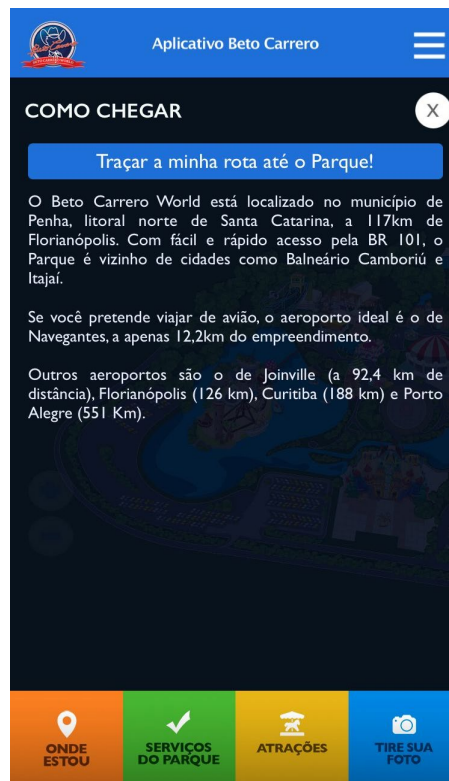 Aplicativo Beto Carrero
COMO CHEGAR
X
Traçar a minha rota até o Parque!
O Beto Carrero World está localizado no município de
Penha, litoral norte de Santa Catarina, a 117km de
Florianópolis. Com fácil e rápido acesso pela BR 101, o
Parque é vizinho de cidades como Balneário Camboriú e
Itajaí.
Se você pretende viajar de avião, o aeroporto ideal é o de
Navegantes, a apenas 12,2km do empreendimento.
Outros aeroportos são o de Joinville (a 92,4 km de
distância), Florianópolis (126 km), Curitiba (188 km) e Porto
Alegre (551 Km).
ONDE
ESTOU
SERVIÇOS
DO PARQUE
ATRAÇÕES
TIRE SUA
FOTO